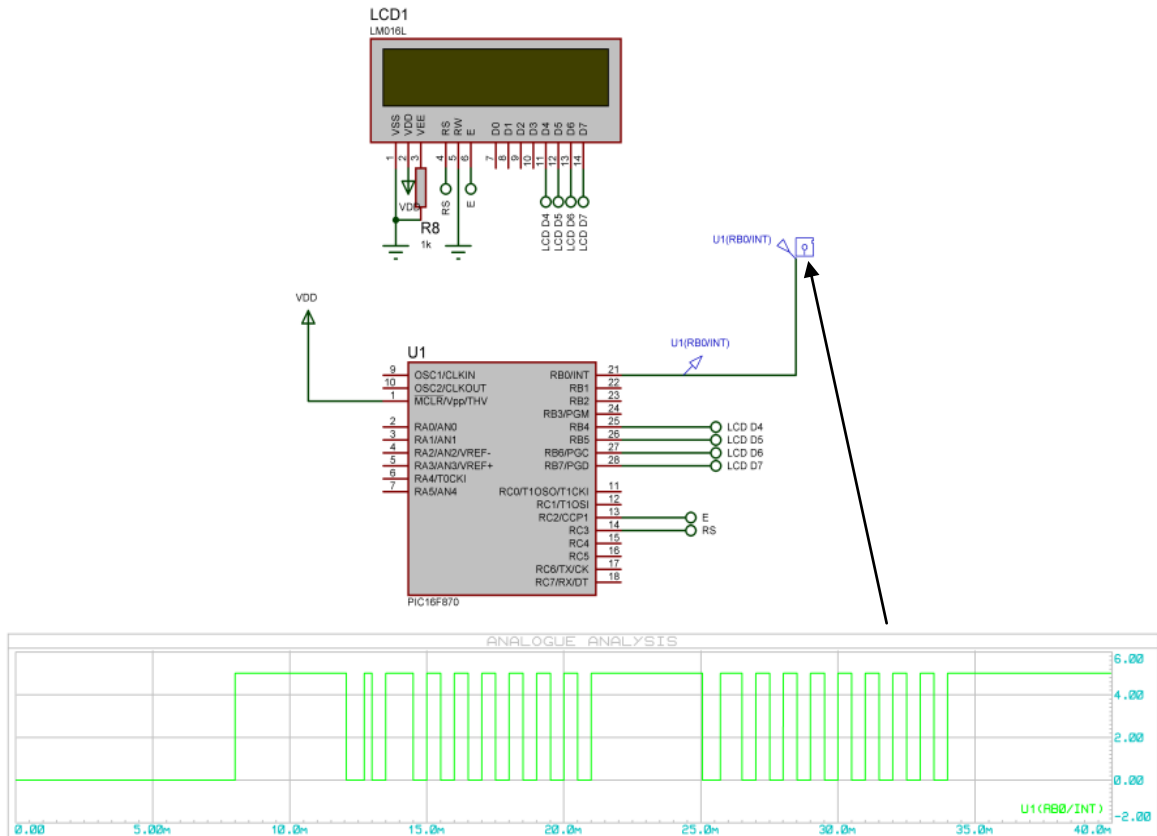 LCD1
LM016L
VSS VDD VEE RS RW E D0 D1 D2 D3 D4 D5 D6 D7
1 2 3 4 5 6 7 8 9 10 11 12 13 14
VDD
RS E
LCD D4 LCD D5 LCD D6 LCD D7
R8
1k
U1(RB0/INT)
VDD
U1(RB0/INT)
U1
9 OSC1/CLKIN RB0/INT 21
10 OSC2/CLKOUT RB1 22
1 MCLR/Vpp/THV RB2 23
RB3/PGM 24
2 RA0/AN0 RB4 25 LCD D4
3 RA1/AN1 RB5 26 LCD D5
4 RA2/AN2/VREF- RB6/PGC 27 LCD D6
5 RA3/AN3/VREF+ RB7/PGD 28 LCD D7
6 RA4/T0CKI
7 RA5/AN4 RC0/T1OSO/T1CKI 11
RC1/T1OSI 12
RC2/CCP1 13 E
RC3 14 RS
RC4 15
RC5 16
RC6/TX/CK 17
RC7/RX/DT 18
PIC16F870
ANALOGUE ANALYSIS
6.00
4.00
2.00
0.00
U1(RB0/INT)
-2.00
0.00 5.00m 10.0m 15.0m 20.0m 25.0m 30.0m 35.0m 40.0m